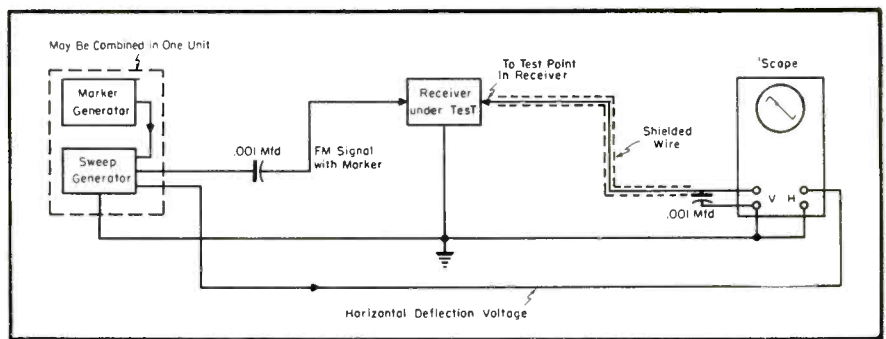 May Be Combined in One Unit
Marker
Generator
Sweep
Generator
.001 Mfd
FM Signal
with Marker
Receiver
under TesT
To Test Point
In Receiver
Shielded
Wire
'Scope
V H
.001 Mfd
Horizontal Deflection Voltage